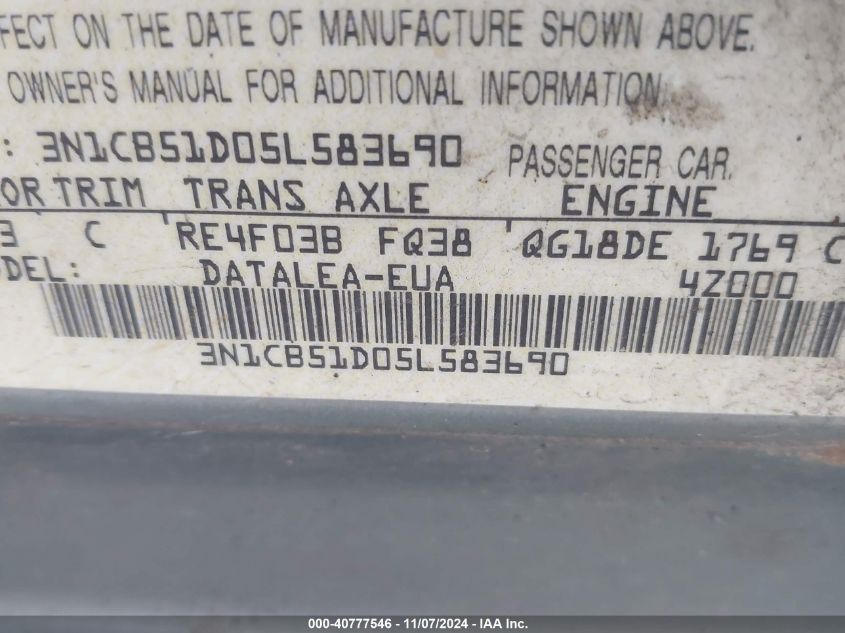 FECT ON THE DATE OF MANUFACTURE SHOWN ABOVE.
OWNER'S MANUAL FOR ADDITIONAL INFORMATION.
: 3N1CB51D05L583690 PASSENGER CAR.
OR TRIM TRANS AXLE ENGINE
3 C RE4F03B FQ38 QG18DE 1769 C
ODEL: DATALEA-EUA 42000
3N1CB51D05L583690
000-40777546 - 11/07/2024 - IAA Inc.